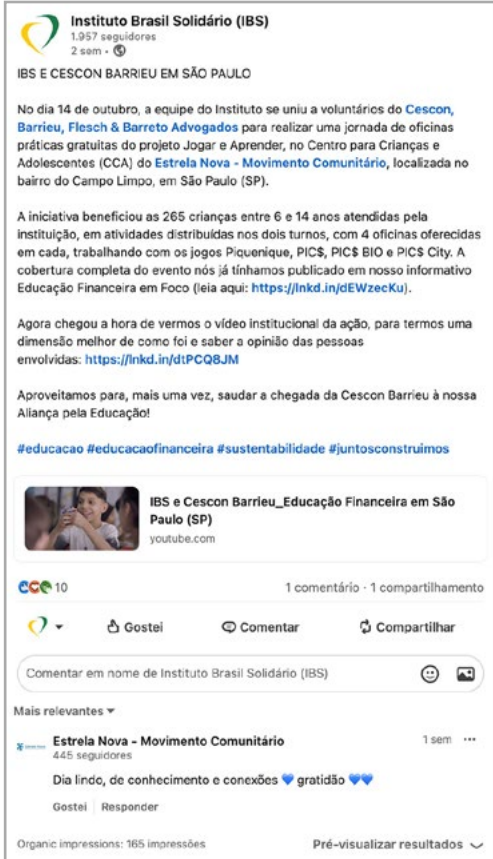 Instituto Brasil Solidário (IBS)
1.957 seguidores
2 sem •
IBS E CESCON BARRIEU EM SÃO PAULO
No dia 14 de outubro, a equipe do Instituto se uniu a voluntários do Cescon,
Barrieu, Flesch & Barreto Advogados para realizar uma jornada de oficinas
práticas gratuitas do projeto Jogar e Aprender, no Centro para Crianças e
Adolescentes (CCA) do Estrela Nova - Movimento Comunitário, localizada no
bairro do Campo Limpo, em São Paulo (SP).
A iniciativa beneficiou as 265 crianças entre 6 e 14 anos atendidas pela
instituição, em atividades distribuídas nos dois turnos, com 4 oficinas oferecidas
em cada, trabalhando com os jogos Piquenique, PIC$, PIC$ BIO e PIC$ City. A
cobertura completa do evento nós já tínhamos publicado em nosso informativo
Educação Financeira em Foco (leia aqui: https://lnkd.in/dEWzecKu).
Agora chegou a hora de vermos o vídeo institucional da ação, para termos uma
dimensão melhor de como foi e saber a opinião das pessoas
envolvidas: https://lnkd.in/dtPCQ8JM
Aproveitamos para, mais uma vez, saudar a chegada da Cescon Barrieu à nossa
Aliança pela Educação!
#educacao #educacaofinanceira #sustentabilidade #juntosconstruimos
IBS e Cescon Barrieu_Educação Financeira em São
Paulo (SP)
youtube.com
10
1 comentário · 1 compartilhamento
Gostei Comentar Compartilhar
Comentar em nome de Instituto Brasil Solidário (IBS)
Mais relevantes
Estrela Nova - Movimento Comunitário
1 sem •••
445 seguidores
Dia lindo, de conhecimento e conexões 💙 gratidão 💙💙
Gostei | Responder
Organic impressions: 165 impressões
Pré-visualizar resultados